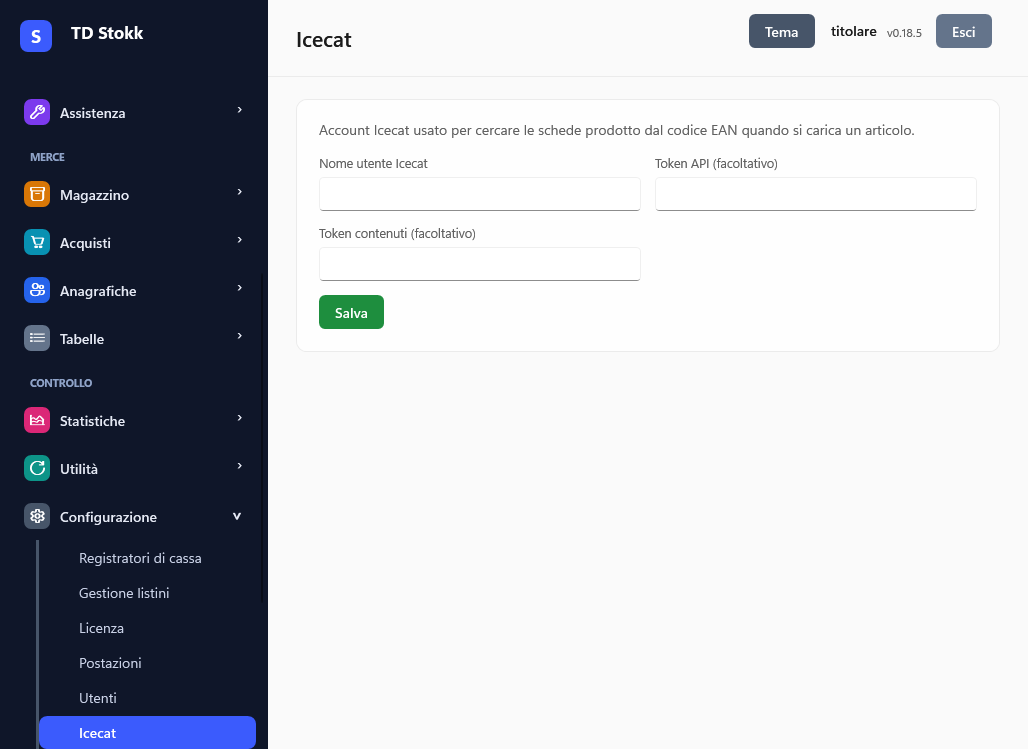 S TD Stokk
Assistenza
MERCE
Magazzino
Acquisti
Anagrafiche
Tabelle
CONTROLLO
Statistiche
Utilità
Configurazione
Registratori di cassa
Gestione listini
Licenza
Postazioni
Utenti
Icecat
Icecat
Tema titolare v0.18.5 Esci
Account Icecat usato per cercare le schede prodotto dal codice EAN quando si carica un articolo.
Nome utente Icecat
Token API (facoltativo)
Token contenuti (facoltativo)
Salva